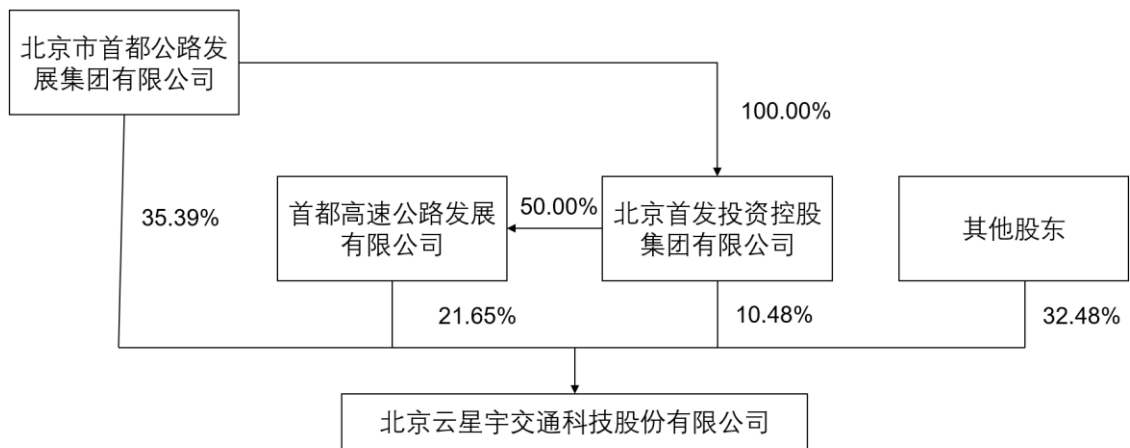 北京市首都公路发
展集团有限公司
100.00%
35.39%
首都高速公路发展
有限公司
50.00%
北京首发投资控股
集团有限公司
其他股东
21.65%
10.48%
32.48%
北京云星宇交通科技股份有限公司